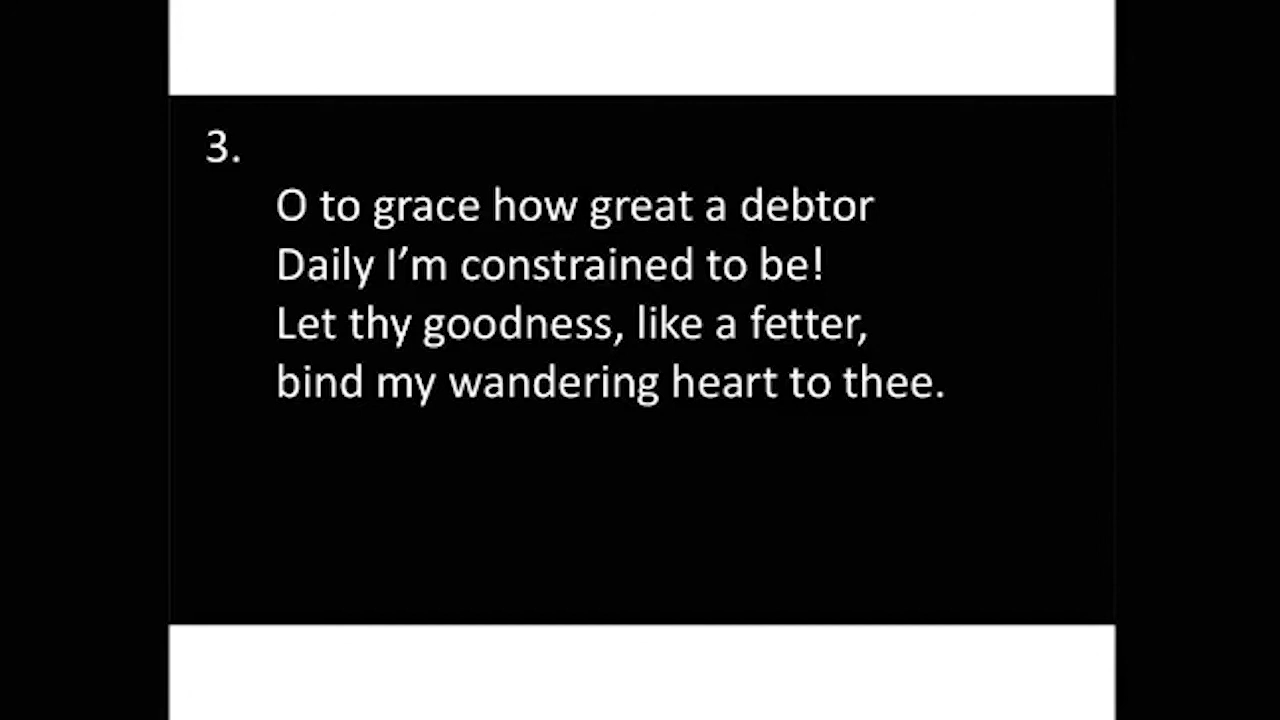 3.
O to grace how great a debtor
Daily I’m constrained to be!
Let thy goodness, like a fetter,
bind my wandering heart to thee.